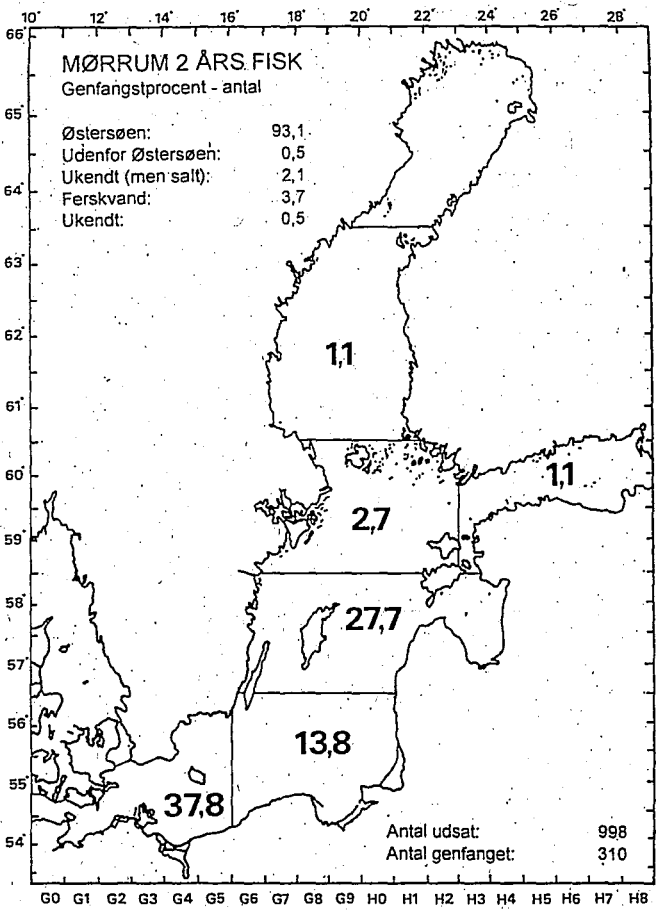 10° 12° 14° 16° 18° 20° 22° 24° 26° 28°
66°
MØRRUM 2 ÅRS FISK
Genfangstprocent - antal
65°
Østersøen: 93,1
Udenfor Østersøen: 0,5
Ukendt (men salt): 2,1
64°
Ferskvand: 3,7
Ukendt: 0,5
63°
62°
1,1
61°
60°
1,1
2,7
59°
58°
27,7
57°
56°
13,8
55°
37,8
Antal udsat: 998
54°
Antal genfanget: 310
G0 G1 G2 G3 G4 G5 G6 G7 G8 G9 H0 H1 H2 H3 H4 H5 H6 H7 H8